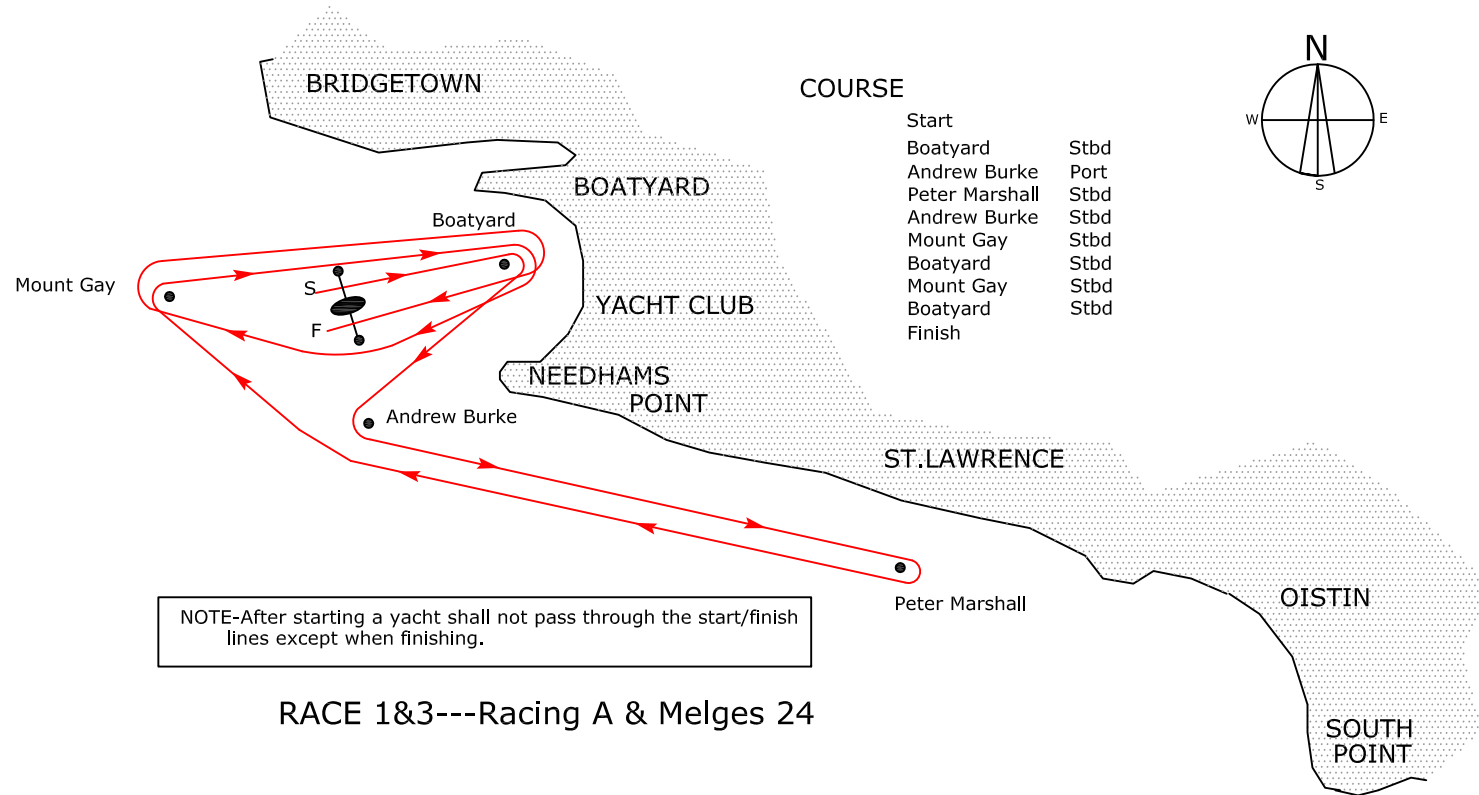 N
W
E
S
BRIDGETOWN
COURSE
Start
Boatyard Stbd
Andrew Burke Port
Peter Marshall Stbd
Andrew Burke Stbd
Mount Gay Stbd
Boatyard Stbd
Mount Gay Stbd
Boatyard Stbd
Finish
BOATYARD
Boatyard
Mount Gay
S
F
YACHT CLUB
NEEDHAMS
POINT
Andrew Burke
ST.LAWRENCE
Peter Marshall
OISTIN
NOTE-After starting a yacht shall not pass through the start/finish
lines except when finishing.
RACE 1&3---Racing A & Melges 24
SOUTH
POINT